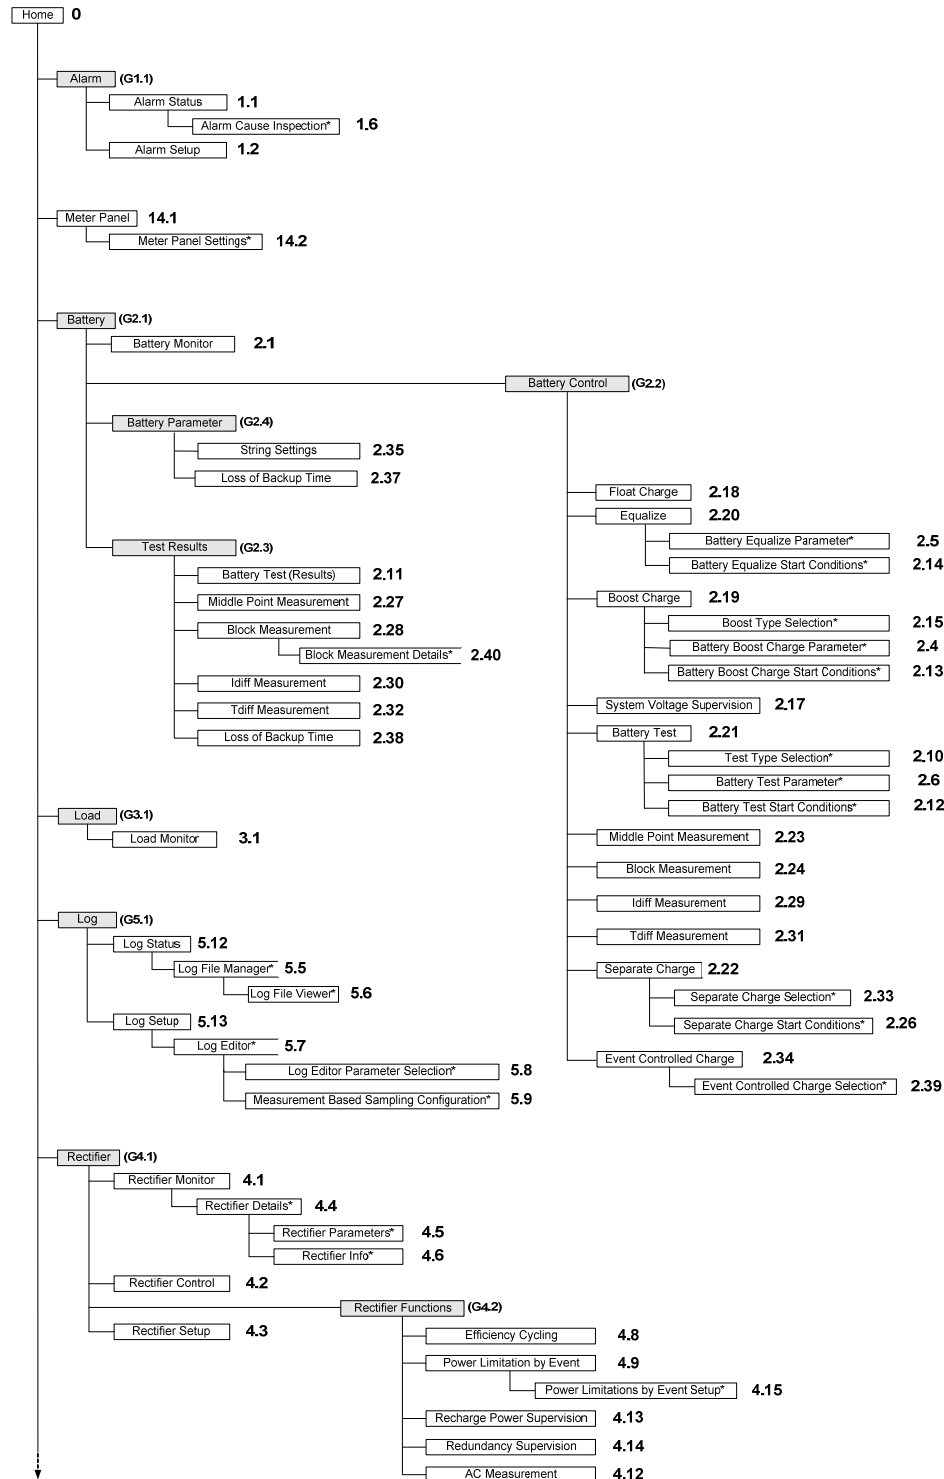 Home 0
Alarm (G1.1)
Alarm Status 1.1
Alarm Cause Inspection* 1.6
Alarm Setup 1.2
Meter Panel 14.1
Meter Panel Settings* 14.2
Battery (G2.1)
Battery Monitor 2.1
Battery Parameter (G2.4)
String Settings 2.35
Loss of Backup Time 2.37
Test Results (G2.3)
Battery Test (Results) 2.11
Middle Point Measurement 2.27
Block Measurement 2.28
Block Measurement Details* 2.40
Idiff Measurement 2.30
Tdiff Measurement 2.32
Loss of Backup Time 2.38
Battery Control (G2.2)
Float Charge 2.18
Equalize 2.20
Battery Equalize Parameter* 2.5
Battery Equalize Start Conditions* 2.14
Boost Charge 2.19
Boost Type Selection* 2.15
Battery Boost Charge Parameter* 2.4
Battery Boost Charge Start Conditions* 2.13
System Voltage Supervision 2.17
Battery Test 2.21
Test Type Selection* 2.10
Battery Test Parameter* 2.6
Battery Test Start Conditions* 2.12
Middle Point Measurement 2.23
Block Measurement 2.24
Idiff Measurement 2.29
Tdiff Measurement 2.31
Separate Charge 2.22
Separate Charge Selection* 2.33
Separate Charge Start Conditions* 2.26
Event Controlled Charge 2.34
Event Controlled Charge Selection* 2.39
Load (G3.1)
Load Monitor 3.1
Log (G5.1)
Log Status 5.12
Log File Manager* 5.5
Log File Viewer* 5.6
Log Setup 5.13
Log Editor* 5.7
Log Editor Parameter Selection* 5.8
Measurement Based Sampling Configuration* 5.9
Rectifier (G4.1)
Rectifier Monitor 4.1
Rectifier Details* 4.4
Rectifier Parameters* 4.5
Rectifier Info* 4.6
Rectifier Control 4.2
Rectifier Setup 4.3
Rectifier Functions (G4.2)
Efficiency Cycling 4.8
Power Limitation by Event 4.9
Power Limitations by Event Setup* 4.15
Recharge Power Supervision 4.13
Redundancy Supervision 4.14
AC Measurement 4.12